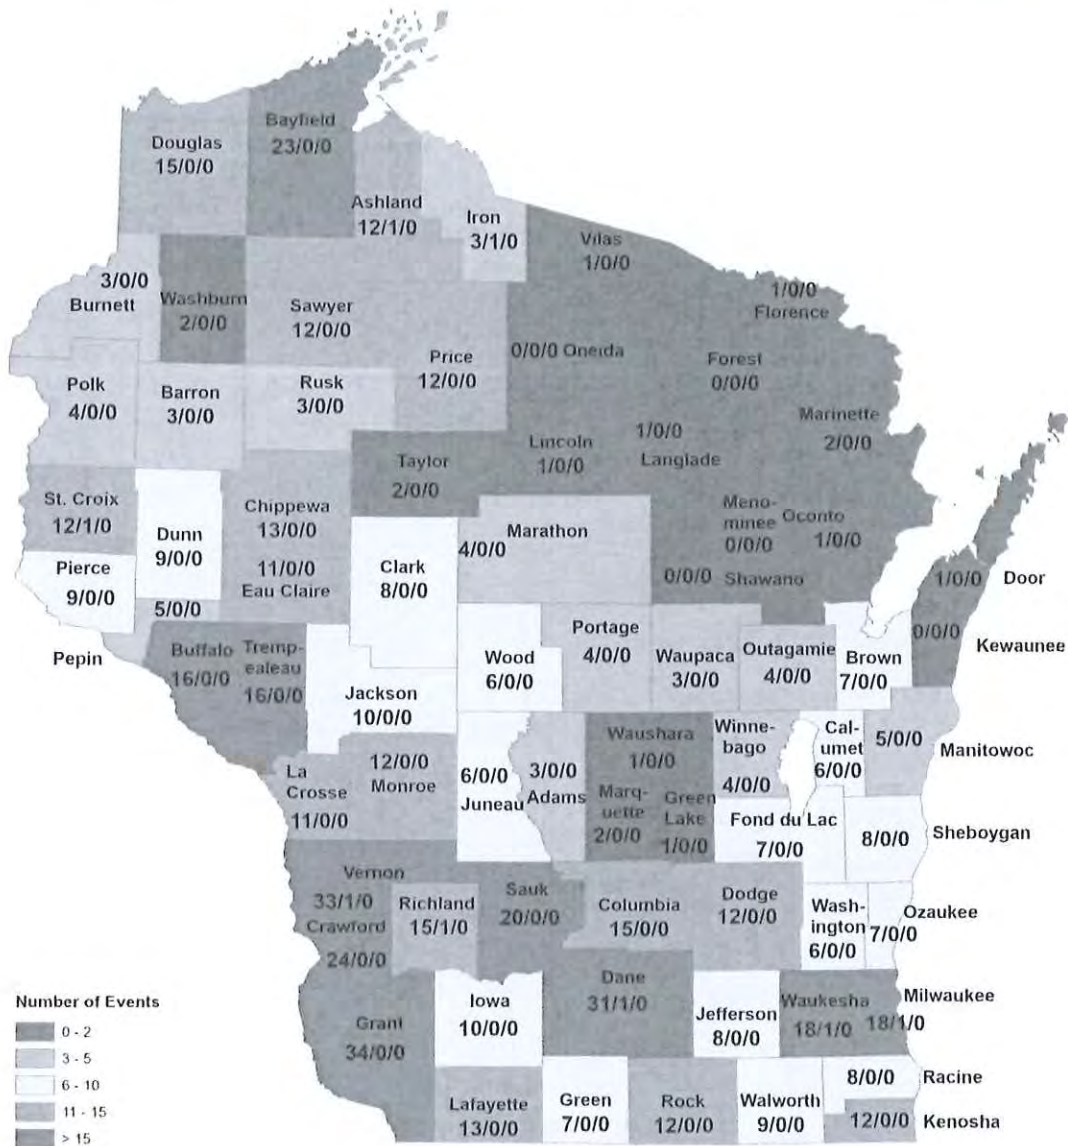 Bayfield
23/0/0
Douglas
15/0/0
Ashland
12/1/0
Iron
3/1/0
Vilas
1/0/0
1/0/0
Florence
3/0/0
Burnett
Washburn
2/0/0
Sawyer
12/0/0
Price
12/0/0
0/0/0 Oneida
Forest
0/0/0
Polk
4/0/0
Barron
3/0/0
Rusk
3/0/0
Marinette
2/0/0
Taylor
2/0/0
Lincoln
1/0/0
1/0/0
Langlade
St. Croix
12/1/0
Dunn
9/0/0
Chippewa
13/0/0
11/0/0
Eau Claire
Clark
8/0/0
Marathon
4/0/0
Meno-
minee
0/0/0
Oconto
1/0/0
0/0/0 Shawano
1/0/0
Door
0/0/0
Kewaunee
Pierce
9/0/0
5/0/0
Pepin
Buffalo
16/0/0
Tremp-
ealeau
16/0/0
Jackson
10/0/0
Wood
6/0/0
Portage
4/0/0
Waupaca
3/0/0
Outagamie
4/0/0
Brown
7/0/0
La
Crosse
11/0/0
12/0/0
Monroe
6/0/0
Juneau
3/0/0
Adams
Waushara
1/0/0
Marq-
uette
2/0/0
Green
Lake
1/0/0
Winne-
bago
4/0/0
Cal-
umet
6/0/0
5/0/0
Manitowoc
Fond du Lac
7/0/0
8/0/0
Sheboygan
Vernon
33/1/0
Crawford
24/0/0
Richland
15/1/0
Sauk
20/0/0
Columbia
15/0/0
Dodge
12/0/0
Wash-
ington
6/0/0
Ozaukee
7/0/0
Grant
34/0/0
Iowa
10/0/0
Dane
31/1/0
Jefferson
8/0/0
Waukesha
18/1/0
Milwaukee
18/1/0
Lafayette
13/0/0
Green
7/0/0
Rock
12/0/0
Walworth
9/0/0
8/0/0
Racine
12/0/0
Kenosha
Number of Events
0 - 2
3 - 5
6 - 10
11 - 15
> 15